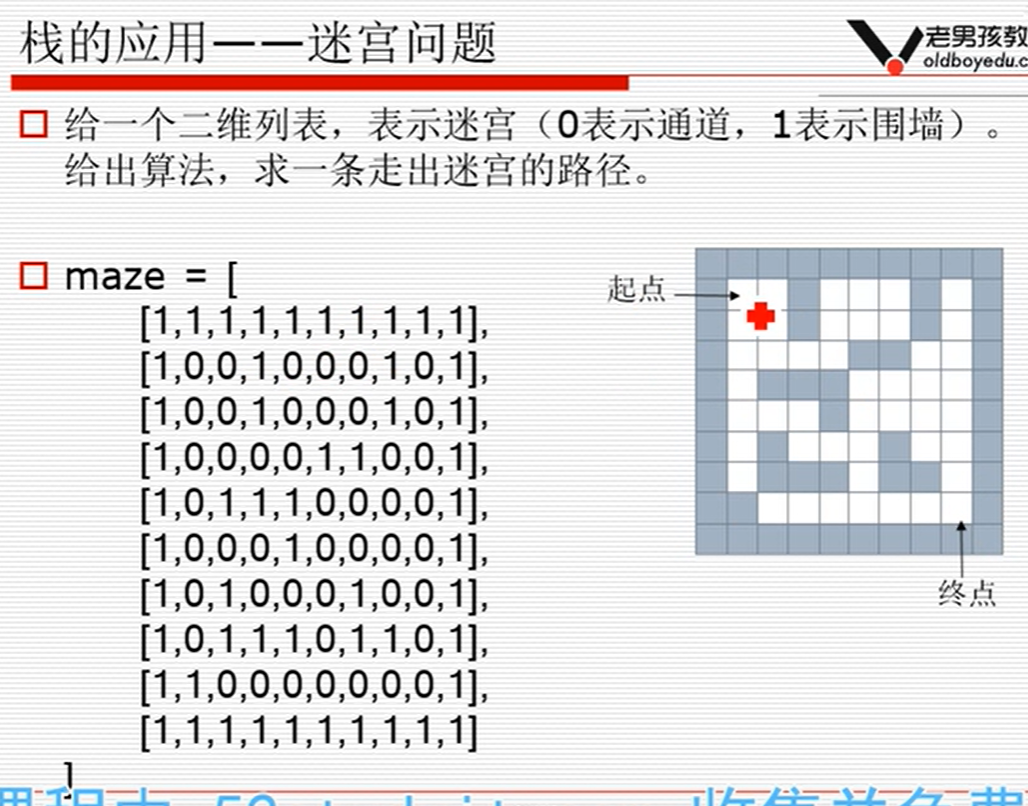 栈的应用——迷宫问题
老男孩教
oldboyedu.c
给一个二维列表，表示迷宫（0表示通道，1表示围墙）。
给出算法，求一条走出迷宫的路径。
maze = [
[1,1,1,1,1,1,1,1,1,1],
[1,0,0,1,0,0,0,1,0,1],
[1,0,0,1,0,0,0,1,0,1],
[1,0,0,0,0,1,1,0,0,1],
[1,0,1,1,1,0,0,0,0,1],
[1,0,0,0,1,0,0,0,0,1],
[1,0,1,0,0,0,1,0,0,1],
[1,0,1,1,1,0,1,1,0,1],
[1,1,0,0,0,0,0,0,0,1],
[1,1,1,1,1,1,1,1,1,1]
]
起点
终点